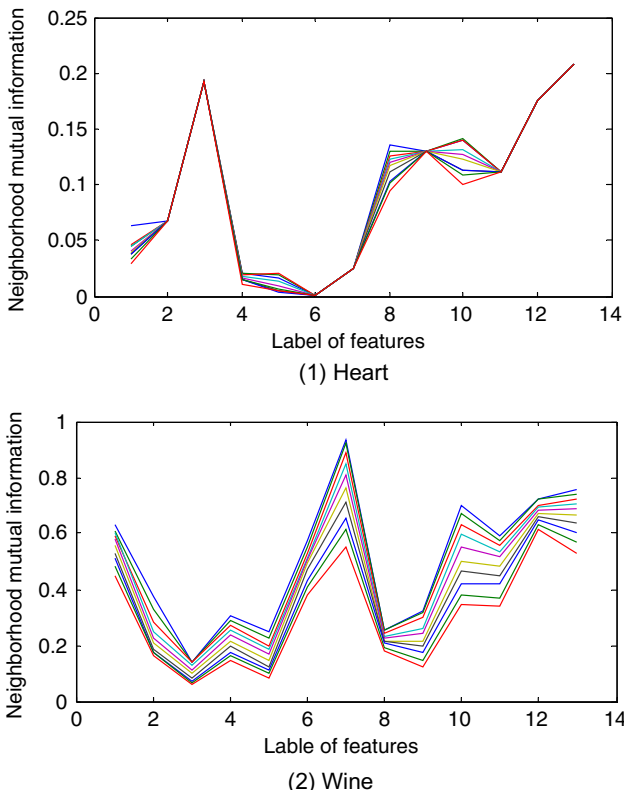 0.25
0.2
0.15
0.1
0.05
0
Neighborhood mutual information
0 2 4 6 8 10 12 14
Label of features
(1) Heart
1
0.8
0.6
0.4
0.2
0
Neighborhood mutual information
0 2 4 6 8 10 12 14
Lable of features
(2) Wine